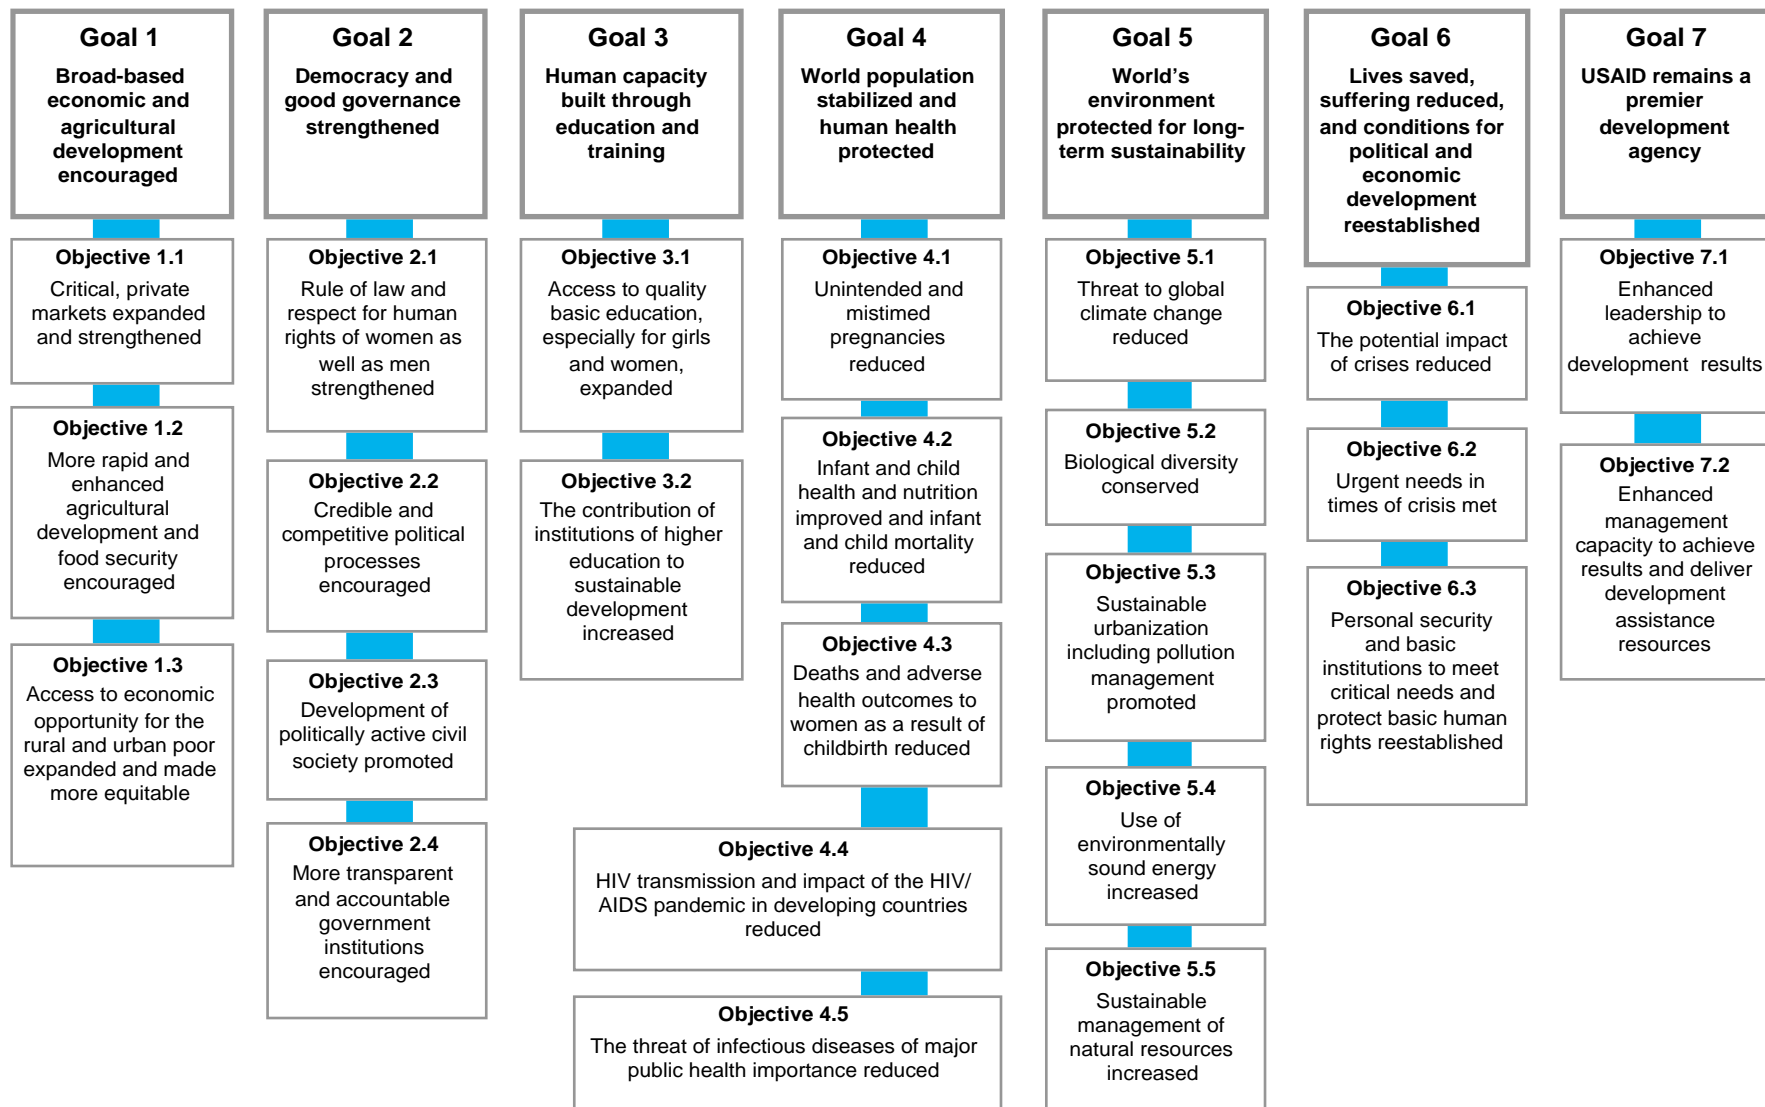 Goal 1
Broad-based
economic and
agricultural
development
encouraged
Objective 1.1
Critical, private
markets expanded
and strengthened
Objective 1.2
More rapid and
enhanced
agricultural
development and
food security
encouraged
Objective 1.3
Access to economic
opportunity for the
rural and urban poor
expanded and made
more equitable
Goal 2
Democracy and
good governance
strengthened
Objective 2.1
Rule of law and
respect for human
rights of women as
well as men
strengthened
Objective 2.2
Credible and
competitive political
processes
encouraged
Objective 2.3
Development of
politically active civil
society promoted
Objective 2.4
More transparent
and accountable
government
institutions
encouraged
Goal 3
Human capacity
built through
education and
training
Objective 3.1
Access to quality
basic education,
especially for girls
and women,
expanded
Objective 3.2
The contribution of
institutions of higher
education to
sustainable
development
increased
Goal 4
World population
stabilized and
human health
protected
Objective 4.1
Unintended and
mistimed
pregnancies
reduced
Objective 4.2
Infant and child
health and nutrition
improved and infant
and child mortality
reduced
Objective 4.3
Deaths and adverse
health outcomes to
women as a result of
childbirth reduced
Objective 4.4
HIV transmission and impact of the HIV/
AIDS pandemic in developing countries
reduced
Objective 4.5
The threat of infectious diseases of major
public health importance reduced
Goal 5
World's
environment
protected for long-
term sustainability
Objective 5.1
Threat to global
climate change
reduced
Objective 5.2
Biological diversity
conserved
Objective 5.3
Sustainable
urbanization
including pollution
management
promoted
Objective 5.4
Use of
environmentally
sound energy
increased
Objective 5.5
Sustainable
management of
natural resources
increased
Goal 6
Lives saved,
suffering reduced,
and conditions for
political and
economic
development
reestablished
Objective 6.1
The potential impact
of crises reduced
Objective 6.2
Urgent needs in
times of crisis met
Objective 6.3
Personal security
and basic
institutions to meet
critical needs and
protect basic human
rights reestablished
Goal 7
USAID remains a
premier
development
agency
Objective 7.1
Enhanced
leadership to
achieve
development results
Objective 7.2
Enhanced
management
capacity to achieve
results and deliver
development
assistance
resources